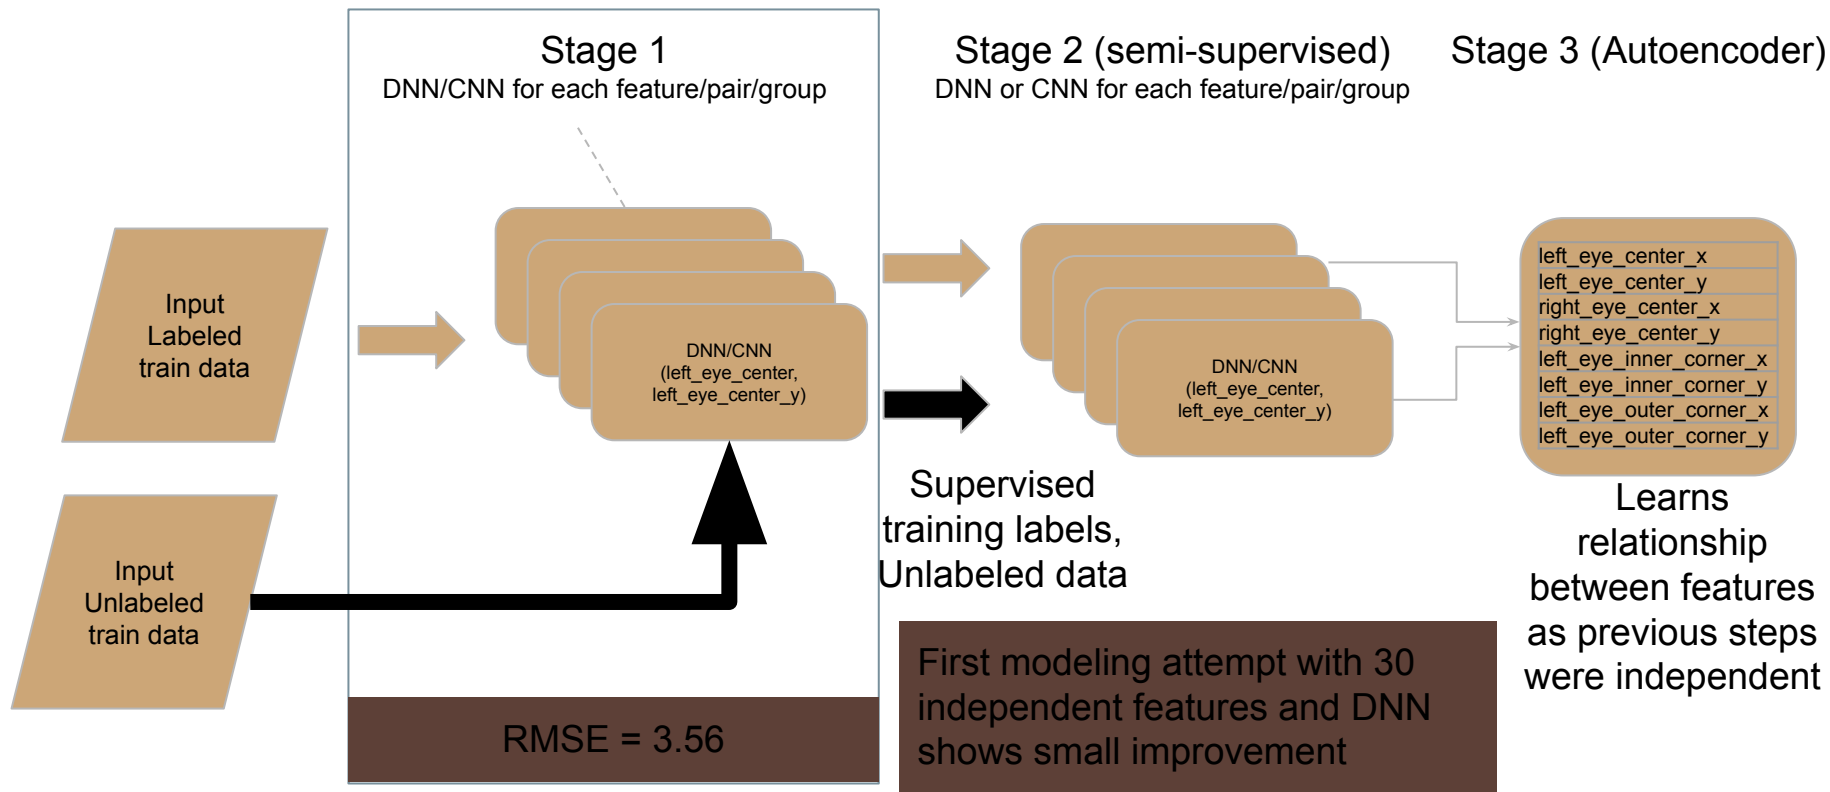 Stage 1
DNN/CNN for each feature/pair/group
Stage 2 (semi-supervised)
DNN or CNN for each feature/pair/group
Stage 3 (Autoencoder)
Input
Labeled
train data
DNN/CNN
(left_eye_center,
left_eye_center_y)
DNN/CNN
(left_eye_center,
left_eye_center_y)
left_eye_center_x
left_eye_center_y
right_eye_center_x
right_eye_center_y
left_eye_inner_corner_x
left_eye_inner_corner_y
left_eye_outer_corner_x
left_eye_outer_corner_y
Input
Unlabeled
train data
Supervised
training labels,
Unlabeled data
Learns
relationship
between features
as previous steps
were independent
RMSE = 3.56
First modeling attempt with 30
independent features and DNN
shows small improvement